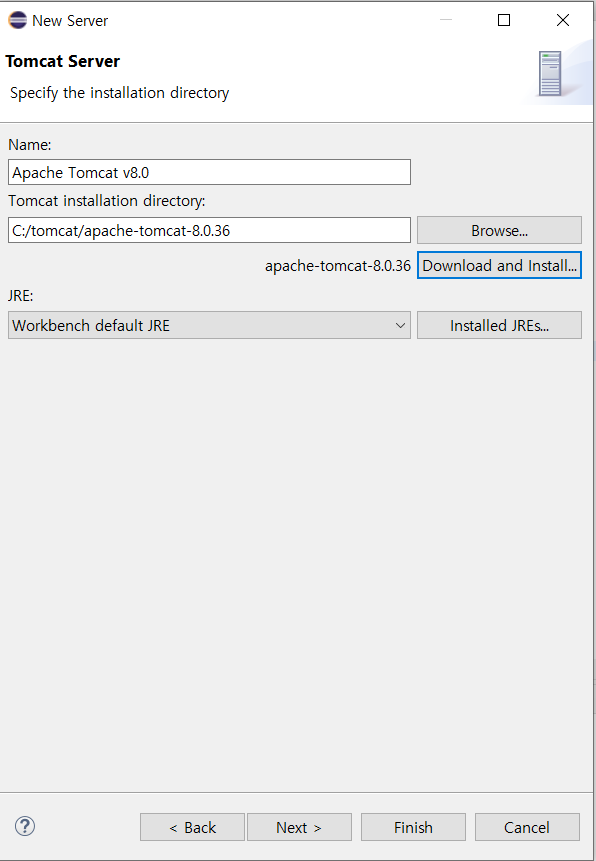 New Server
Tomcat Server
Specify the installation directory
Name:
Apache Tomcat v8.0
Tomcat installation directory:
C:/tomcat/apache-tomcat-8.0.36
Browse...
apache-tomcat-8.0.36
Download and Install...
JRE:
Workbench default JRE
Installed JREs...
?
< Back
Next >
Finish
Cancel